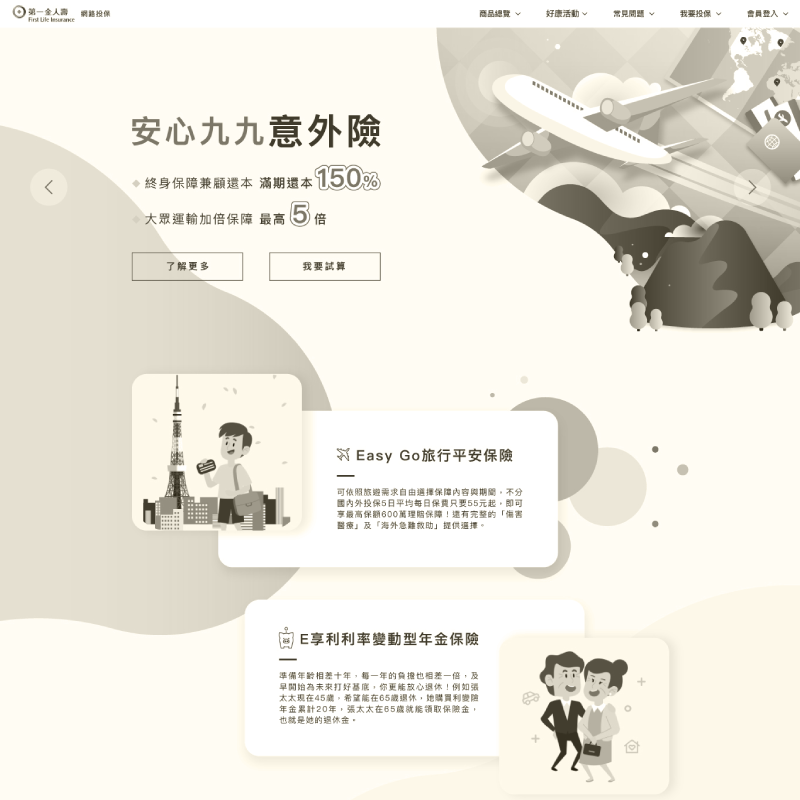 第一金人壽 網路投保
First Life Insurance
商品總覽 好康活動 常見問題 我要投保 會員登入
安心九九意外險
終身保障兼顧還本 滿期還本150%
大眾運輸加倍保障 最高5倍
了解更多 我要試算
Easy Go旅行平安保險
可依照旅遊需求自由選擇保障內容與期間，不分
國內外投保5日平均每日保費只要55元起，即可
享最高保額600萬理賠保障！還有完整的「傷害
醫療」及「海外急難救助」提供選擇。
E享利利率變動型年金保險
準備年齡相差十年，每一年的負擔也相差一倍，及
早開始為未來打好基底，你更能放心退休！例如張
太太現在45歲，希望能在65歲退休，她購買利變險
年金累計20年，張太太在65歲就能領取保險金，
也就是她的退休金。